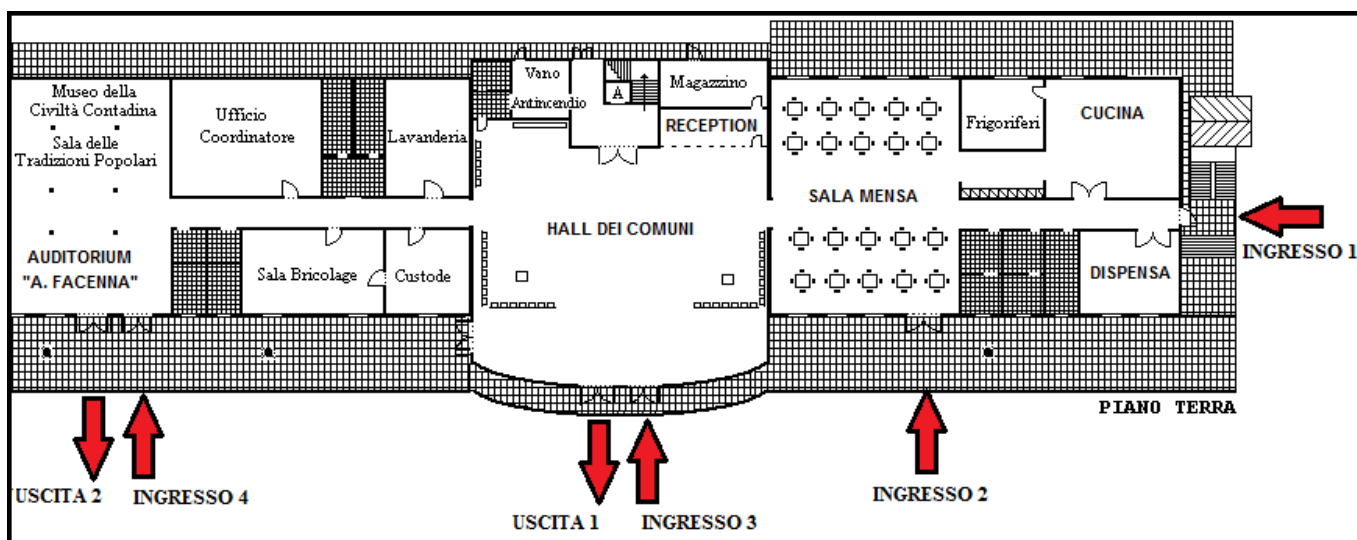 Museo della
Civiltà Contadina
Sala delle
Tradizioni Popolari
AUDITORIUM
"A. FACENNA"
Ufficio
Coordinatore
Lavanderia
Sala Bricolage
Custode
Vano
Antincendio
A
Magazzino
RECEPTION
HALL DEI COMUNI
SALA MENSA
Frigoriferi
CUCINA
DISPENSA
INGRESSO 1
PIANO TERRA
USCITA 2
INGRESSO 4
USCITA 1
INGRESSO 3
INGRESSO 2